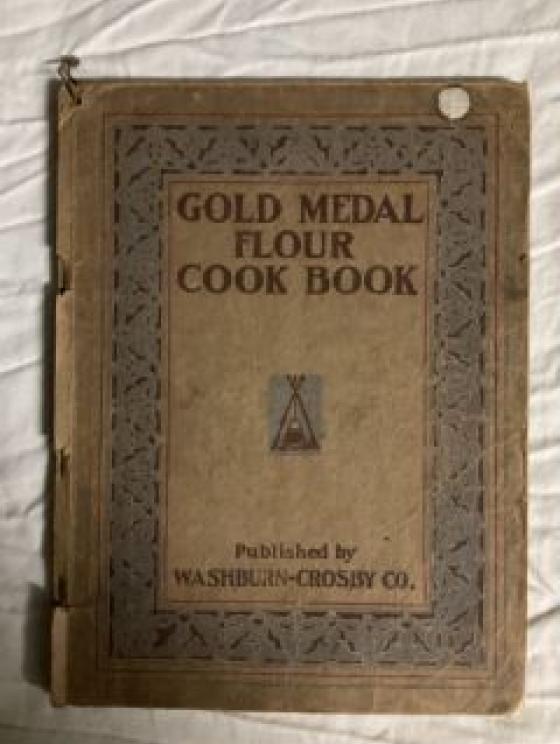 GOLD MEDAL
FLOUR
COOK BOOK
Published by
WASHBURN-CROSBY CO.